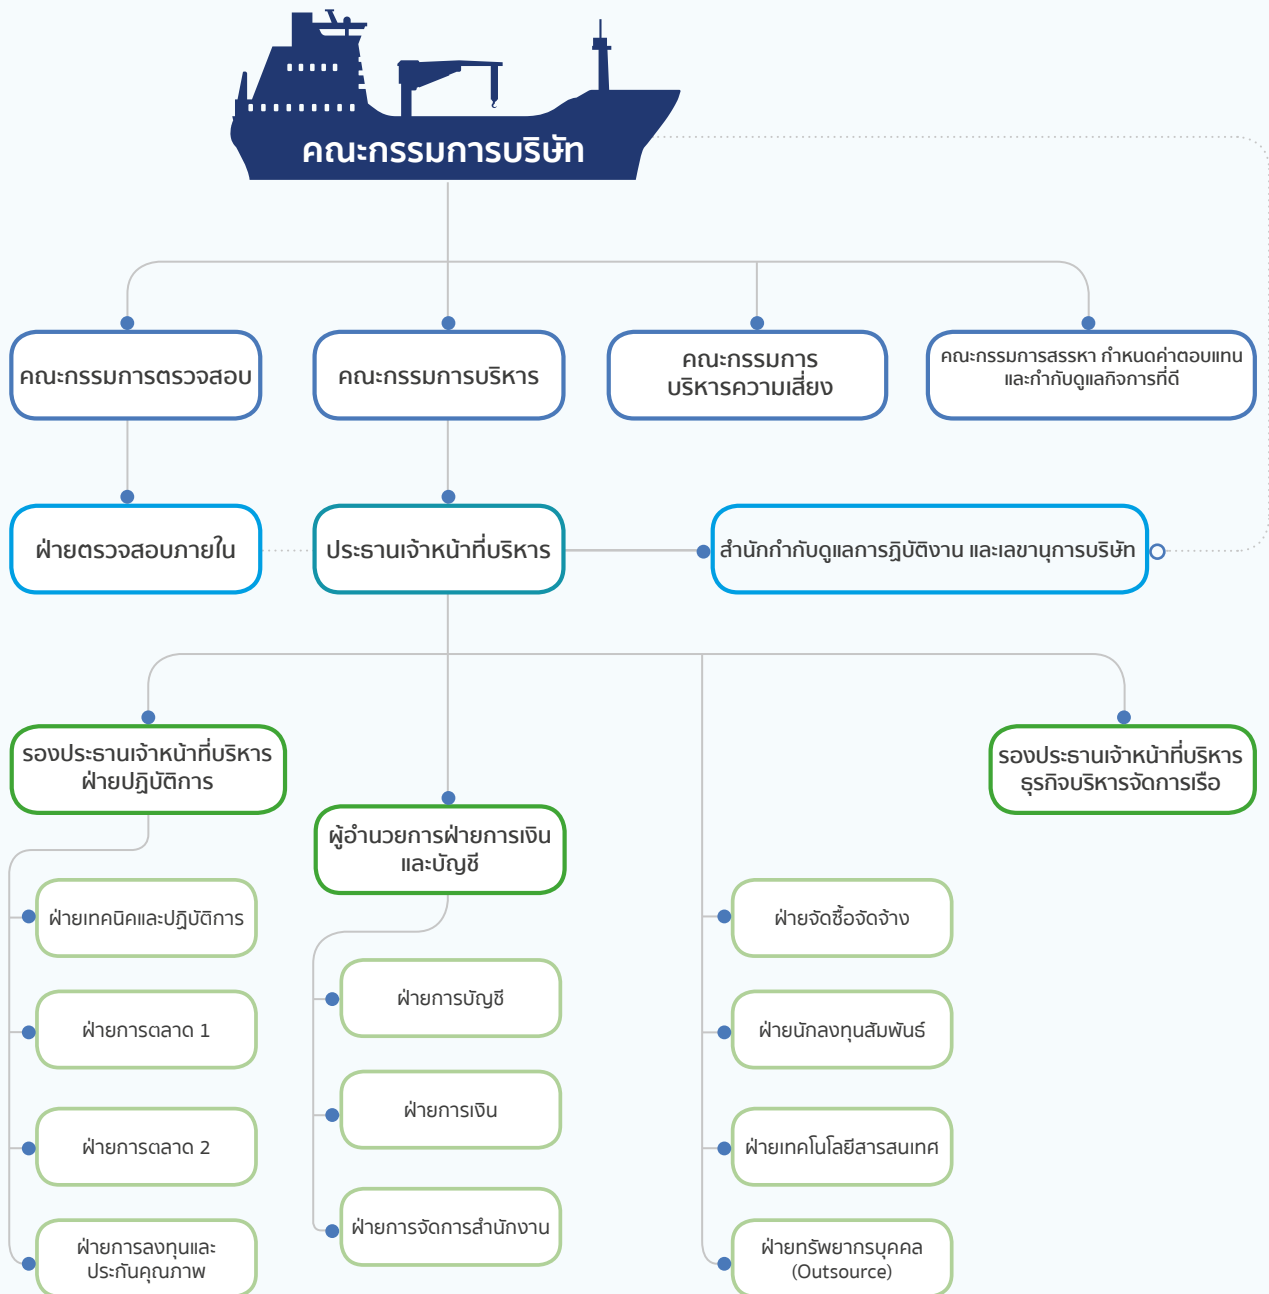 คณะกรรมการบริษัท
คณะกรรมการตรวจสอบ
คณะกรรมการบริหาร
คณะกรรมการ
บริหารความเสี่ยง
คณะกรรมการสรรหา กำหนดค่าตอบแทน
และกำกับดูแลกิจการที่ดี
ฝ่ายตรวจสอบภายใน
ประธานเจ้าหน้าที่บริหาร
สำนักกำกับดูแลการฏิบัติงาน และเลขานุการบริษัท
รองประธานเจ้าหน้าที่บริหาร
ฝ่ายปฏิบัติการ
ผู้อำนวยการฝ่ายการเงิน
และบัญชี
รองประธานเจ้าหน้าที่บริหาร
ธุรกิจบริหารจัดการเรือ
ฝ่ายเทคนิคและปฏิบัติการ
ฝ่ายการตลาด 1
ฝ่ายการตลาด 2
ฝ่ายการลงทุนและ
ประกันคุณภาพ
ฝ่ายการบัญชี
ฝ่ายการเงิน
ฝ่ายการจัดการสำนักงาน
ฝ่ายจัดซื้อจัดจ้าง
ฝ่ายนักลงทุนสัมพันธ์
ฝ่ายเทคโนโลยีสารสนเทศ
ฝ่ายทรัพยากรบุคคล
(Outsource)